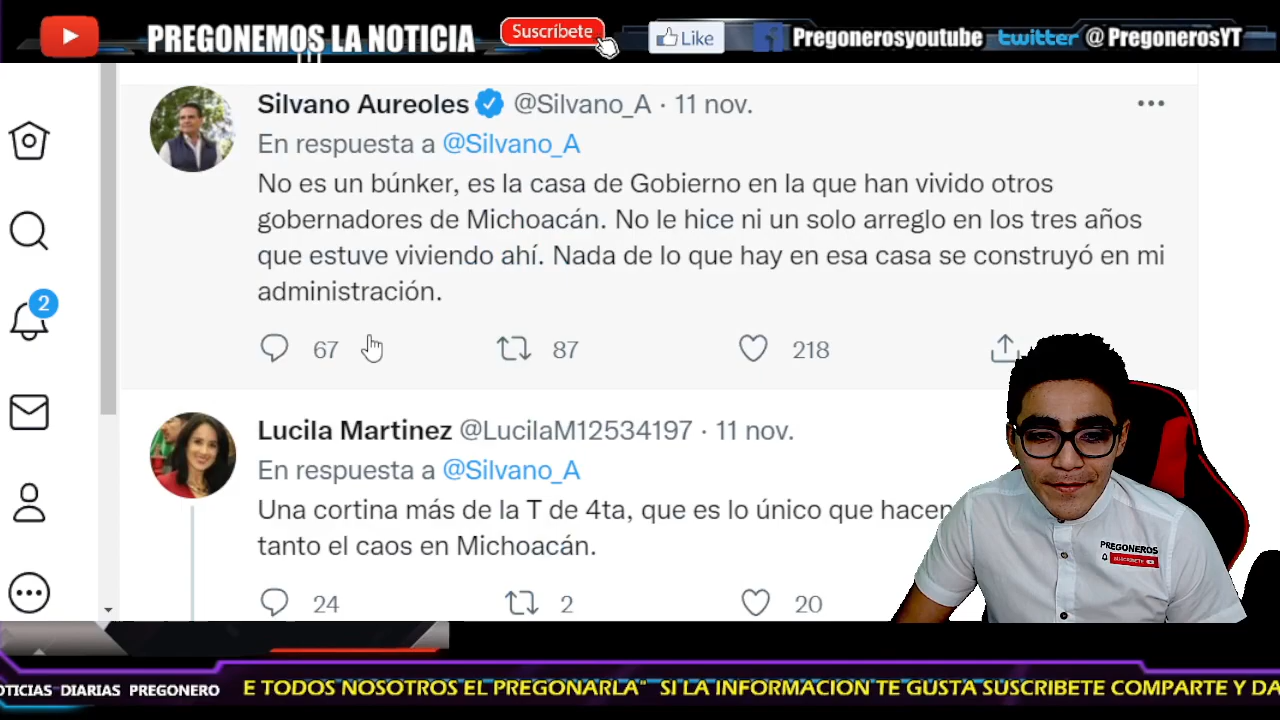 PREGONEMOS LA NOTICIA
Suscríbete
Like
Pregonerosyoutube
twitter @PregonerosYT
Silvano Aureoles @Silvano_A · 11 nov.
En respuesta a @Silvano_A
No es un búnker, es la casa de Gobierno en la que han vivido otros
gobernadores de Michoacán. No le hice ni un solo arreglo en los tres años
que estuve viviendo ahí. Nada de lo que hay en esa casa se construyó en mi
administración.
2
67 87 218
Lucila Martinez @LucilaM12534197 · 11 nov.
En respuesta a @Silvano_A
Una cortina más de la T de 4ta, que es lo único que hacen
tanto el caos en Michoacán.
24 2 20
PREGONEROS
SUSCRIBETE
OTICIAS DIARIAS PREGONERO
E TODOS NOSOTROS EL PREGONARLA" SI LA INFORMACION TE GUSTA SUSCRIBETE COMPARTE Y DA